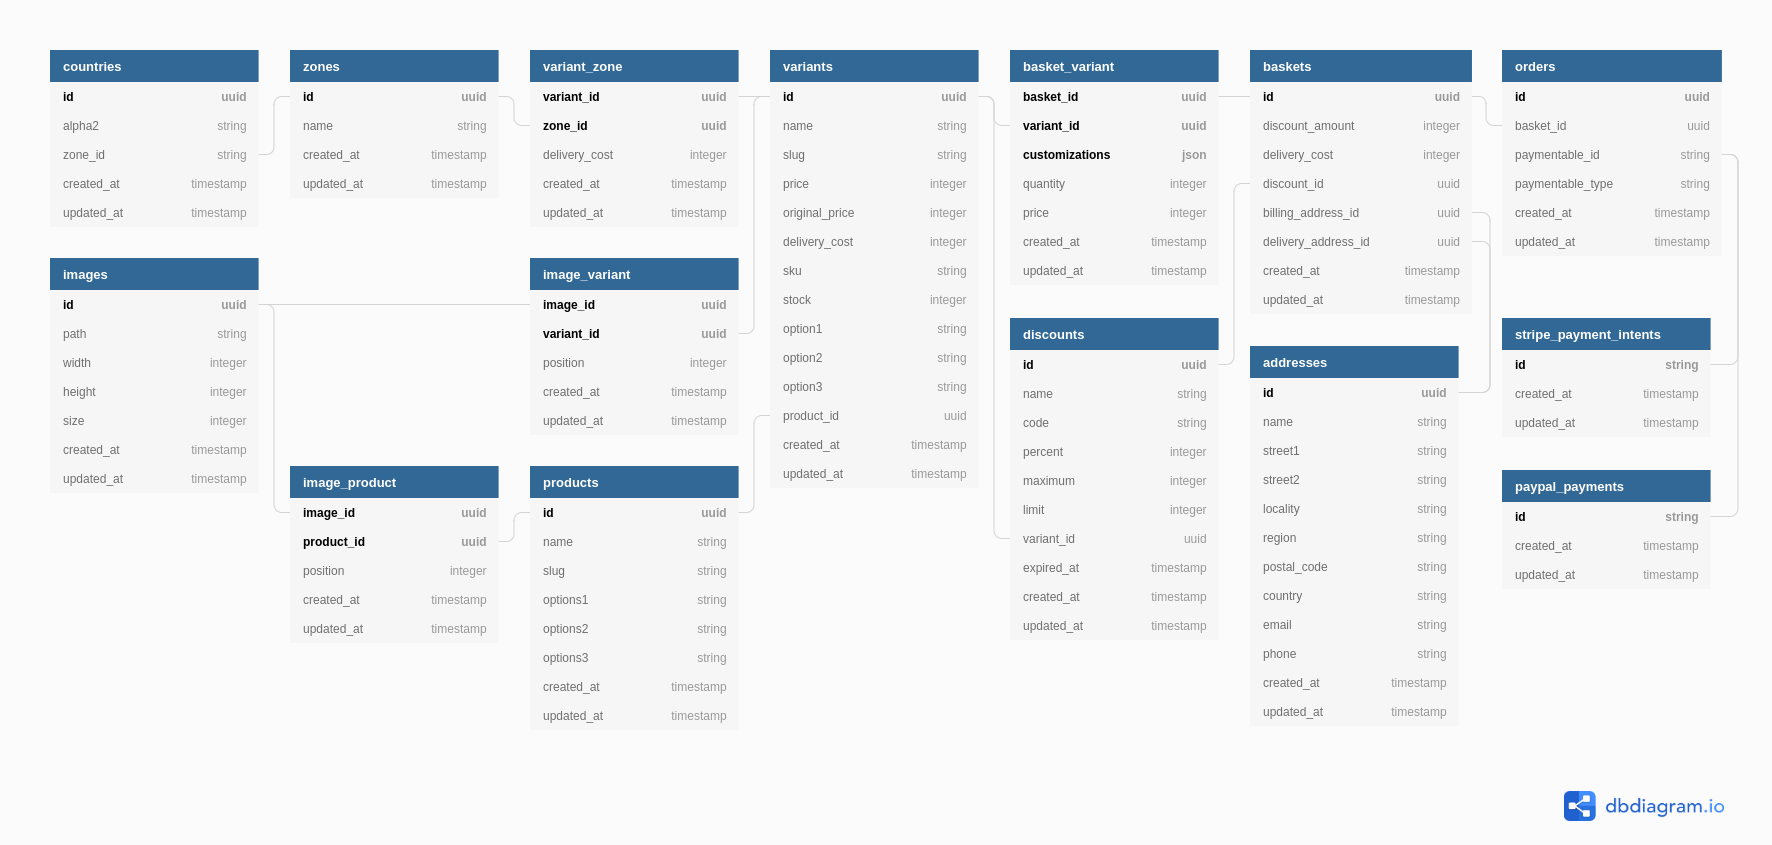 countries
id uuid
alpha2 string
zone_id string
created_at timestamp
updated_at timestamp
zones
id uuid
name string
created_at timestamp
updated_at timestamp
variant_zone
variant_id uuid
zone_id uuid
delivery_cost integer
created_at timestamp
updated_at timestamp
variants
id uuid
name string
slug string
price integer
original_price integer
delivery_cost integer
sku string
stock integer
option1 string
option2 string
option3 string
product_id uuid
created_at timestamp
updated_at timestamp
basket_variant
basket_id uuid
variant_id uuid
customizations json
quantity integer
price integer
created_at timestamp
updated_at timestamp
baskets
id uuid
discount_amount integer
delivery_cost integer
discount_id uuid
billing_address_id uuid
delivery_address_id uuid
created_at timestamp
updated_at timestamp
orders
id uuid
basket_id uuid
paymentable_id string
paymentable_type string
created_at timestamp
updated_at timestamp
images
id uuid
path string
width integer
height integer
size integer
created_at timestamp
updated_at timestamp
image_variant
image_id uuid
variant_id uuid
position integer
created_at timestamp
updated_at timestamp
discounts
id uuid
name string
code string
percent integer
maximum integer
limit integer
variant_id uuid
expired_at timestamp
created_at timestamp
updated_at timestamp
addresses
id uuid
name string
street1 string
street2 string
locality string
region string
postal_code string
country string
email string
phone string
created_at timestamp
updated_at timestamp
stripe_payment_intents
id string
created_at timestamp
updated_at timestamp
image_product
image_id uuid
product_id uuid
position integer
created_at timestamp
updated_at timestamp
products
id uuid
name string
slug string
options1 string
options2 string
options3 string
created_at timestamp
updated_at timestamp
paypal_payments
id string
created_at timestamp
updated_at timestamp
dbdiagram.io